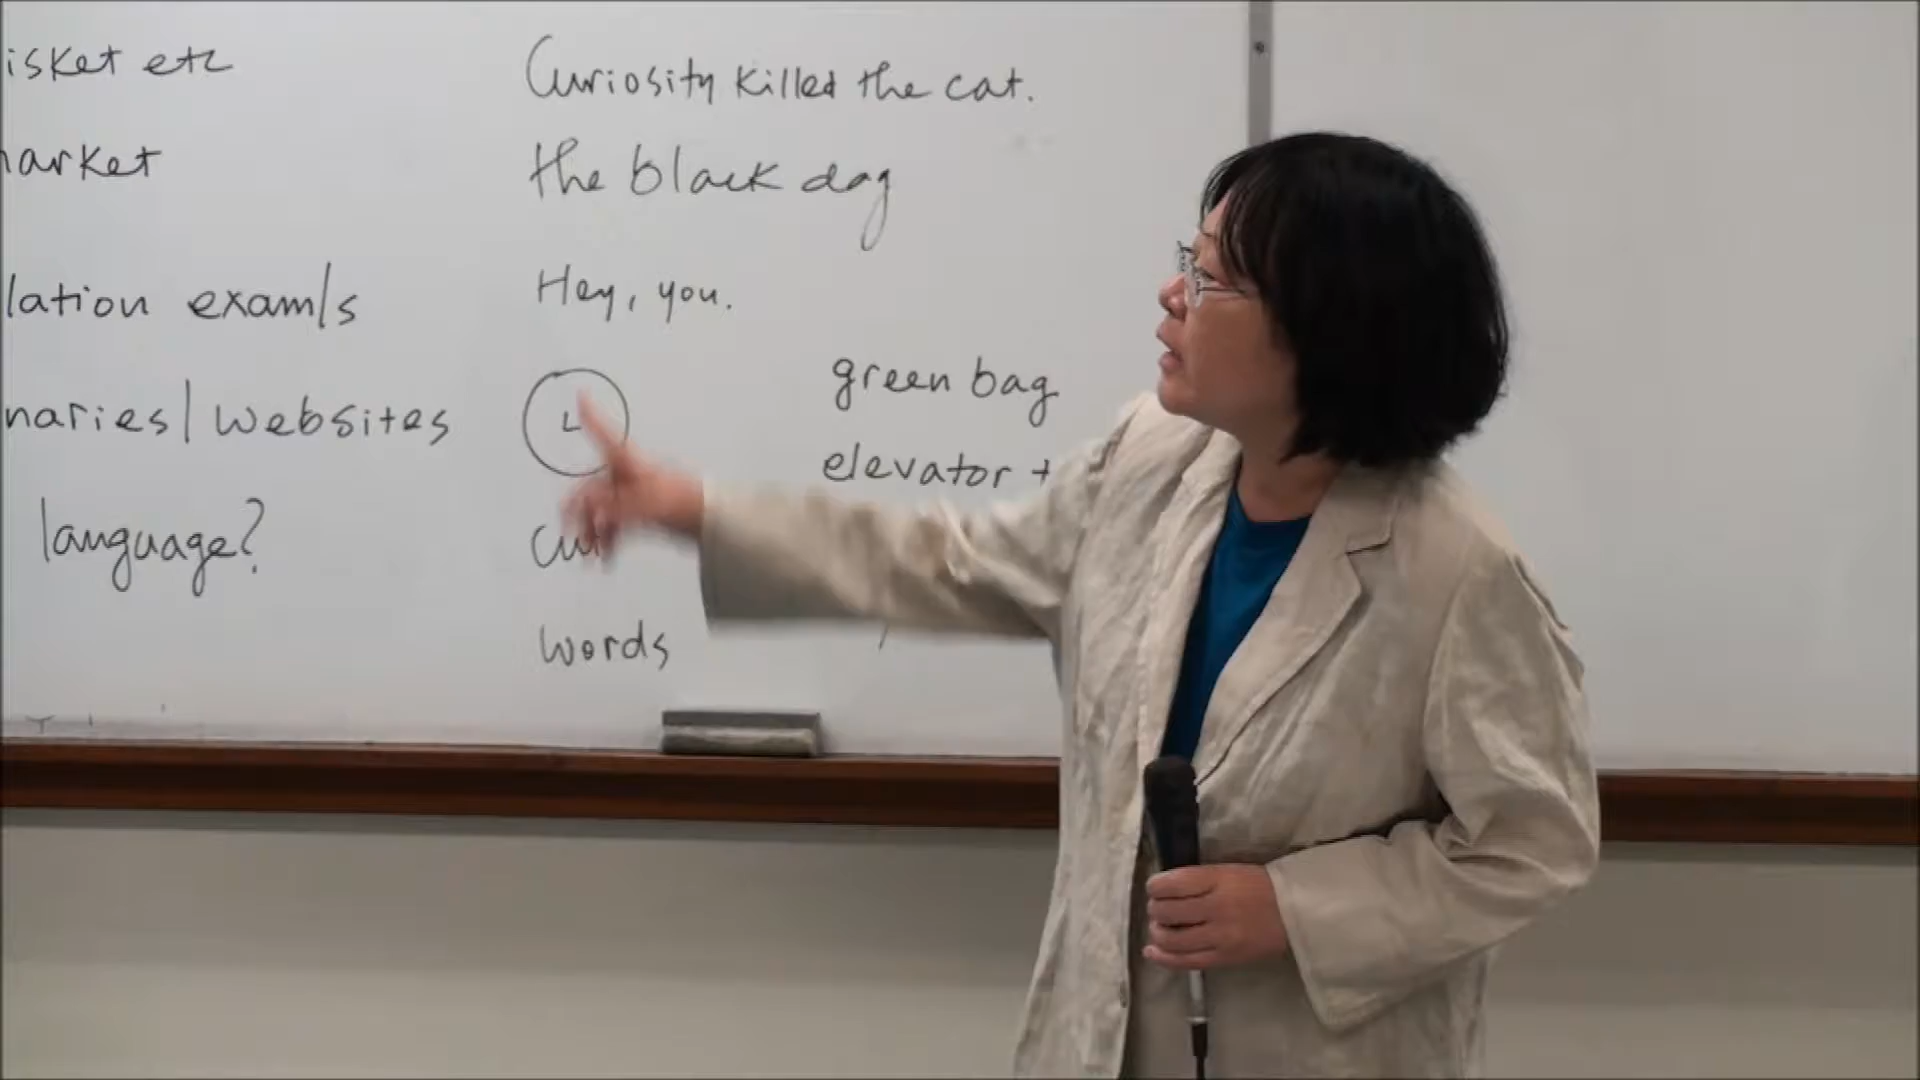 isket etc
market
lation exam/s
naries/websites
language?
Curiosity killed the cat.
the black dog
Hey, you.
L
words
green bag
elevator